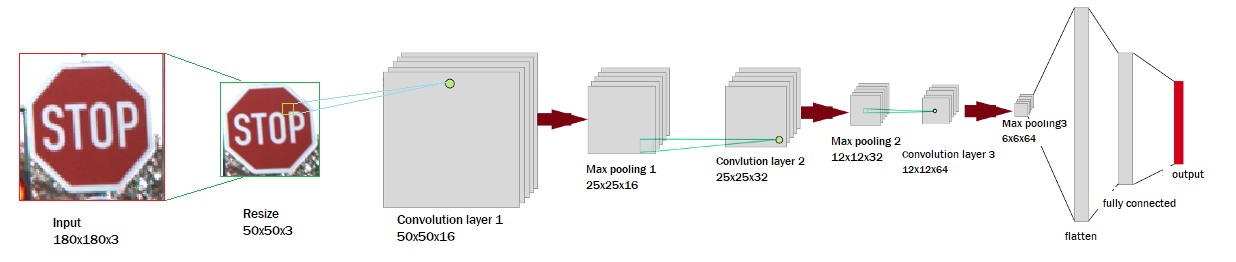 STOP
STOP
Input
180x180x3
Resize
50x50x3
Convolution layer 1
50x50x16
Max pooling 1
25x25x16
Convlution layer 2
25x25x32
Max pooling 2
12x12x32
Convolution layer 3
12x12x64
Max pooling3
6x6x64
flatten
fully connected
output